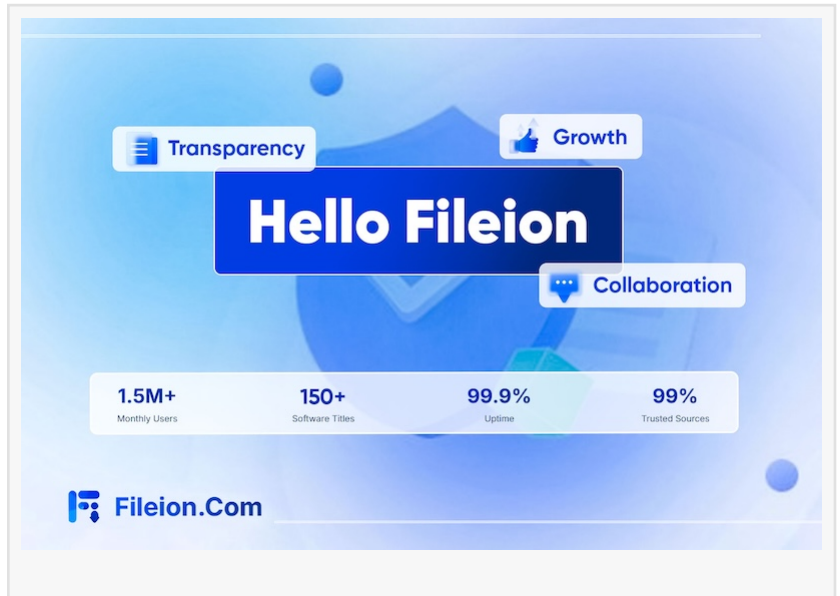 Transparency
Growth
Hello Fileion
Collaboration
1.5M+
Monthly Users
150+
Software Titles
99.9%
Uptime
99%
Trusted Sources
Fileion.Com